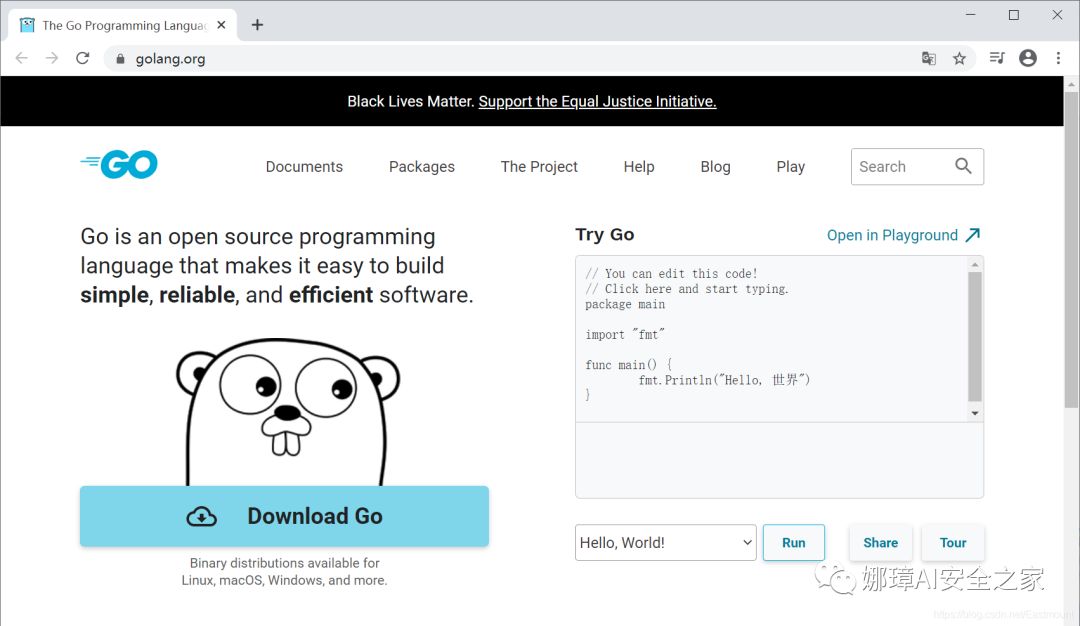 The Go Programming Langua
golang.org
Black Lives Matter. Support the Equal Justice Initiative.
GO
Documents Packages The Project Help Blog Play Search
Go is an open source programming
language that makes it easy to build
simple, reliable, and efficient software.
Download Go
Binary distributions available for
Linux, macOS, Windows, and more.
Try Go
Open in Playground
// You can edit this code!
// Click here and start typing.
package main
import "fmt"
func main() {
fmt.Println("Hello, 世界")
}
Hello, World!
Run
Share
Tour
娜璋AI安全之家
https://blog.csdn.net/Eastmount